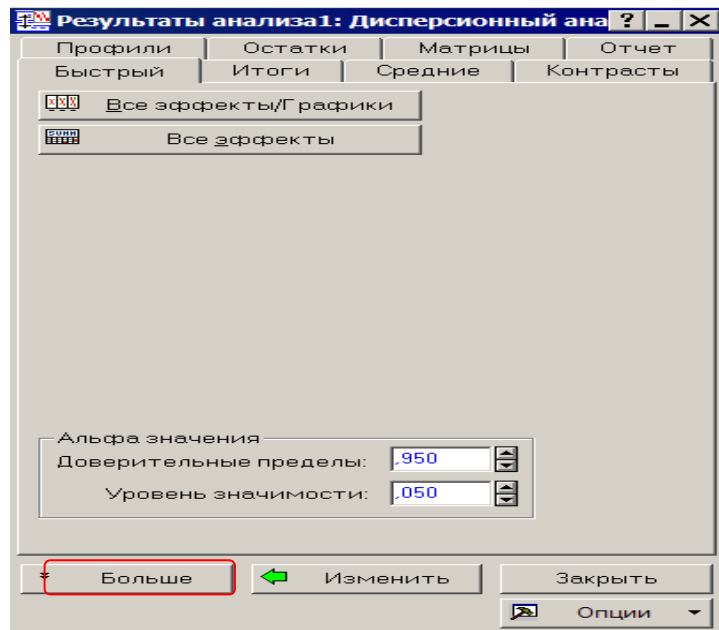 Результаты анализа1: Дисперсионный ана
Профили Остатки Матрицы Отчет
Быстрый Итоги Средние Контрасты
Все эффекты/Графики
SUMM Все эффекты
Альфа значения
Доверительные пределы: ,950
Уровень значимости: ,050
Больше Изменить Закрыть
Опции